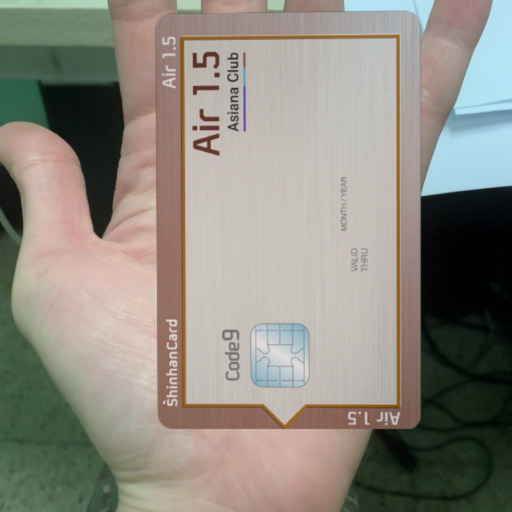 Air 1.5
Air 1.5
Asiana Club
ShinhanCard
Code9
MONTH / YEAR
VALID
THRU
Air 1.5